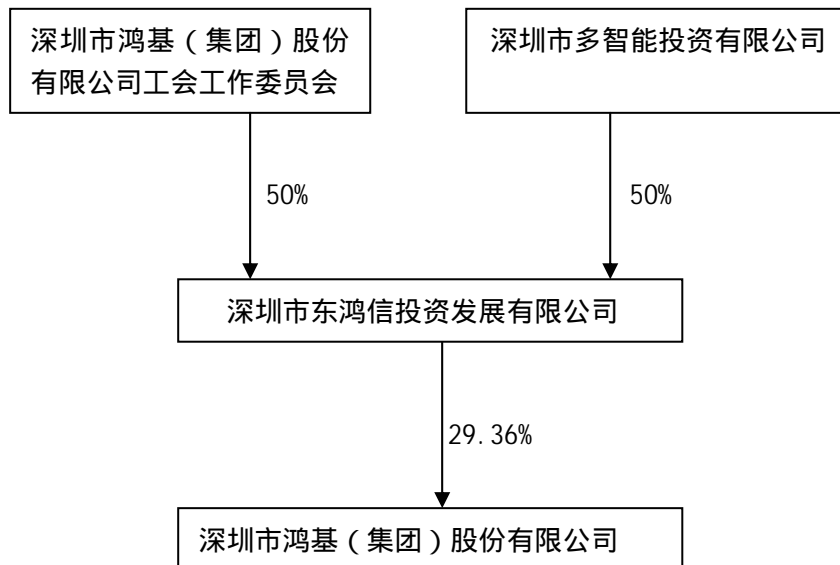 深圳市鸿基（集团）股份
有限公司工会工作委员会
深圳市多智能投资有限公司
50%
50%
深圳市东鸿信投资发展有限公司
29.36%
深圳市鸿基（集团）股份有限公司